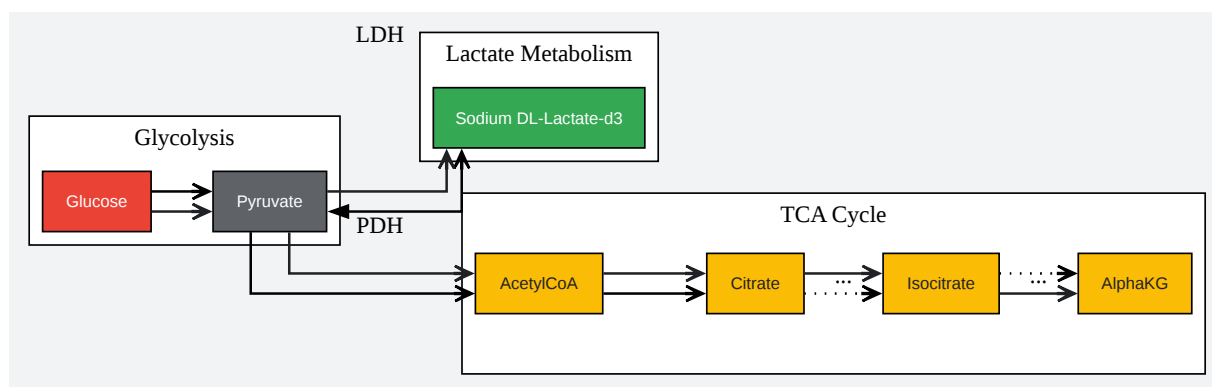 LDH
Lactate Metabolism
Sodium DL-Lactate-d3
Glycolysis
Glucose
Pyruvate
PDH
TCA Cycle
AcetylCoA
Citrate
...
Isocitrate
...
AlphaKG